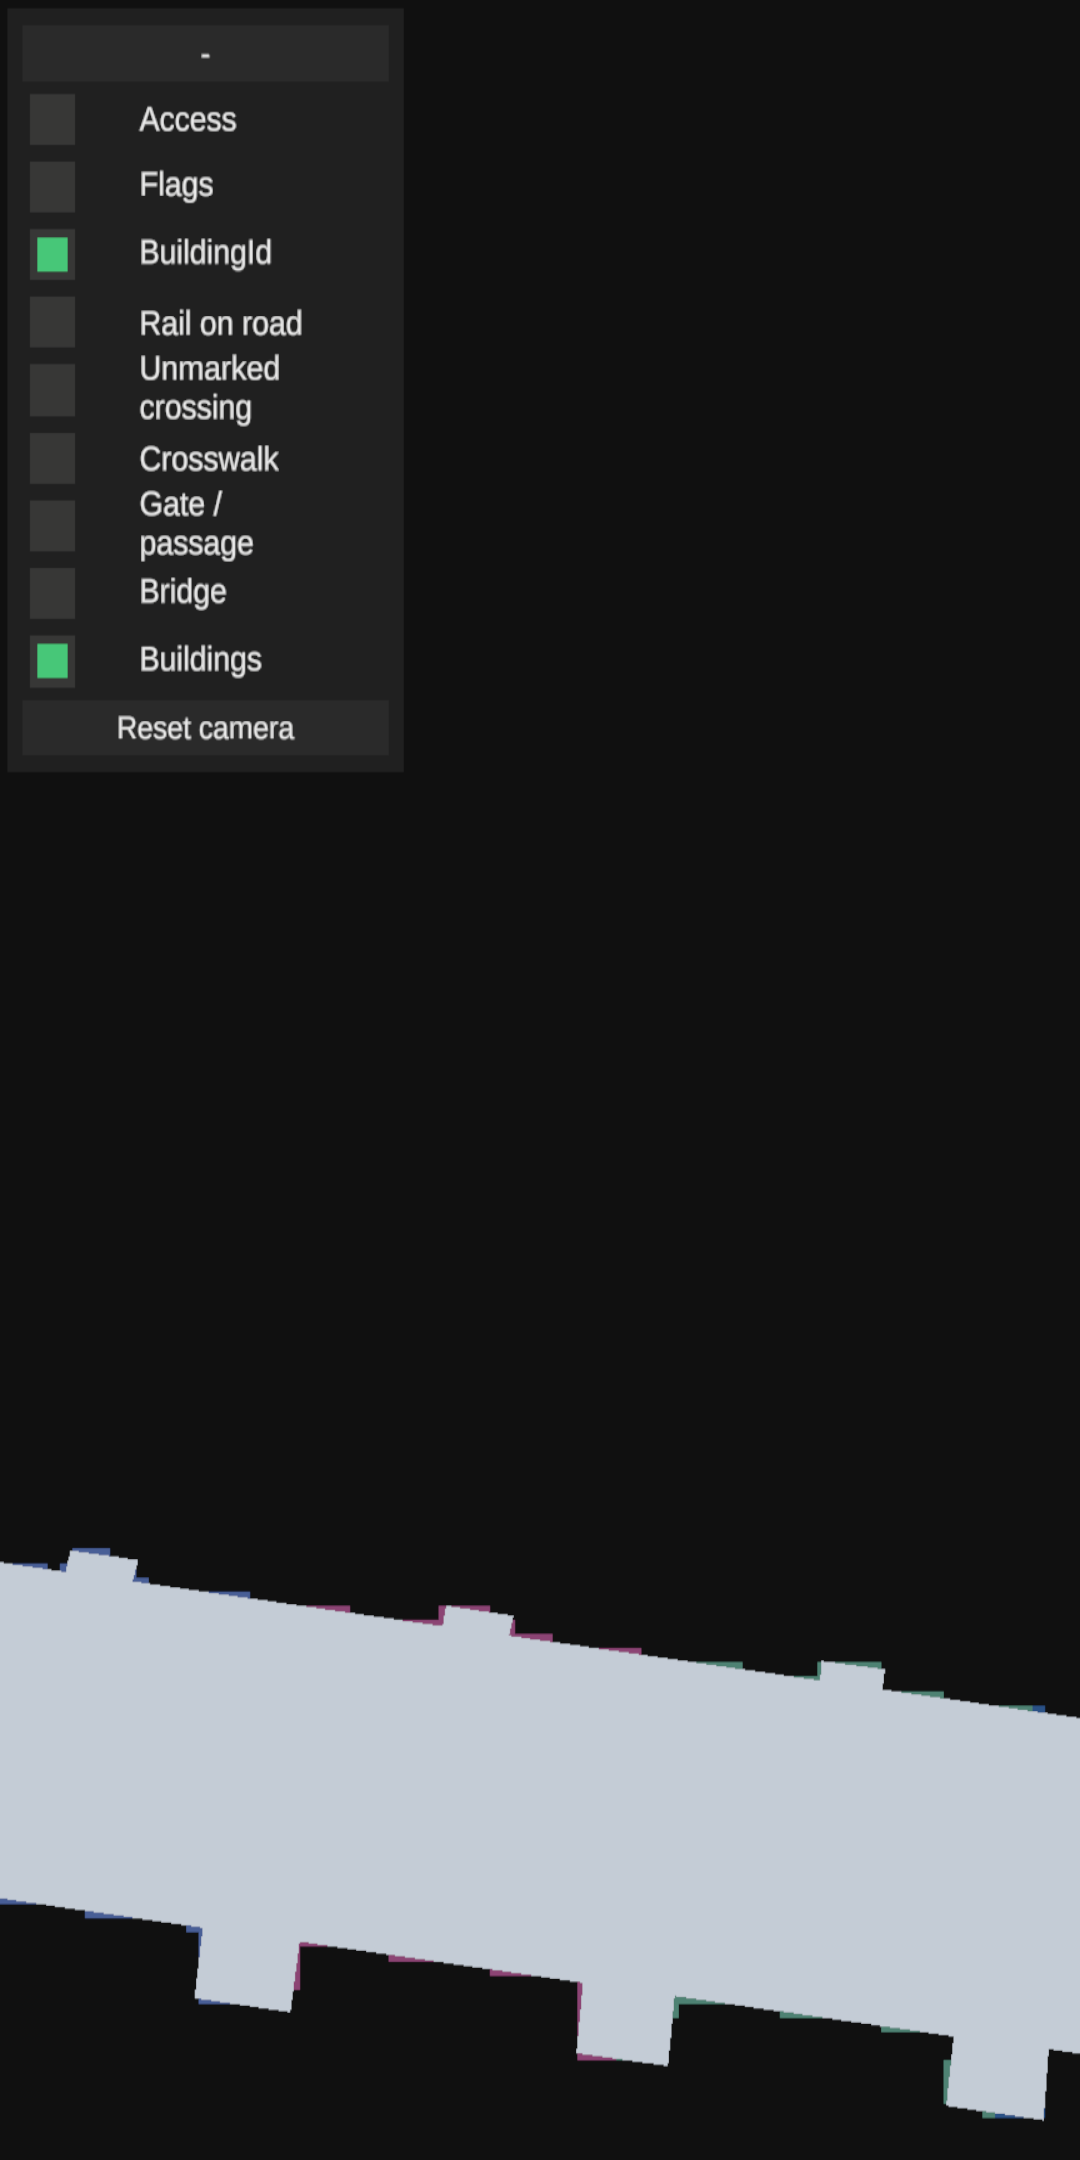 -
Access
Flags
BuildingId
Rail on road
Unmarked
crossing
Crosswalk
Gate /
passage
Bridge
Buildings
Reset camera